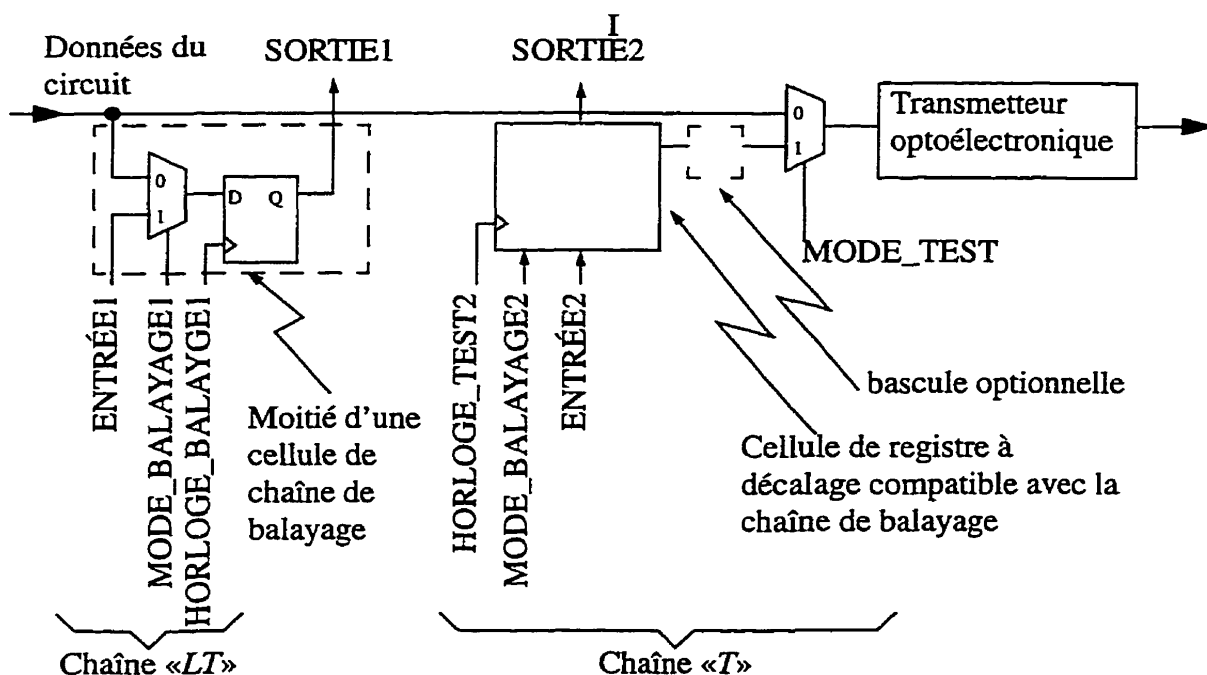 I
Données du
circuit
SORTIE1
SORTIE2
0
1
Transmetteur
optoélectronique
0
1
D Q
MODE_TEST
ENTRÉE1
MODE_BALAYAGE1
HORLOGE_BALAYGE1
HORLOGE_TEST2
MODE_BALAYAGE2
ENTRÉE2
Moitié d'une
cellule de
chaîne de
balayage
bascule optionnelle
Cellule de registre à
décalage compatible avec la
chaîne de balayage
Chaîne «LT»
Chaîne «T»